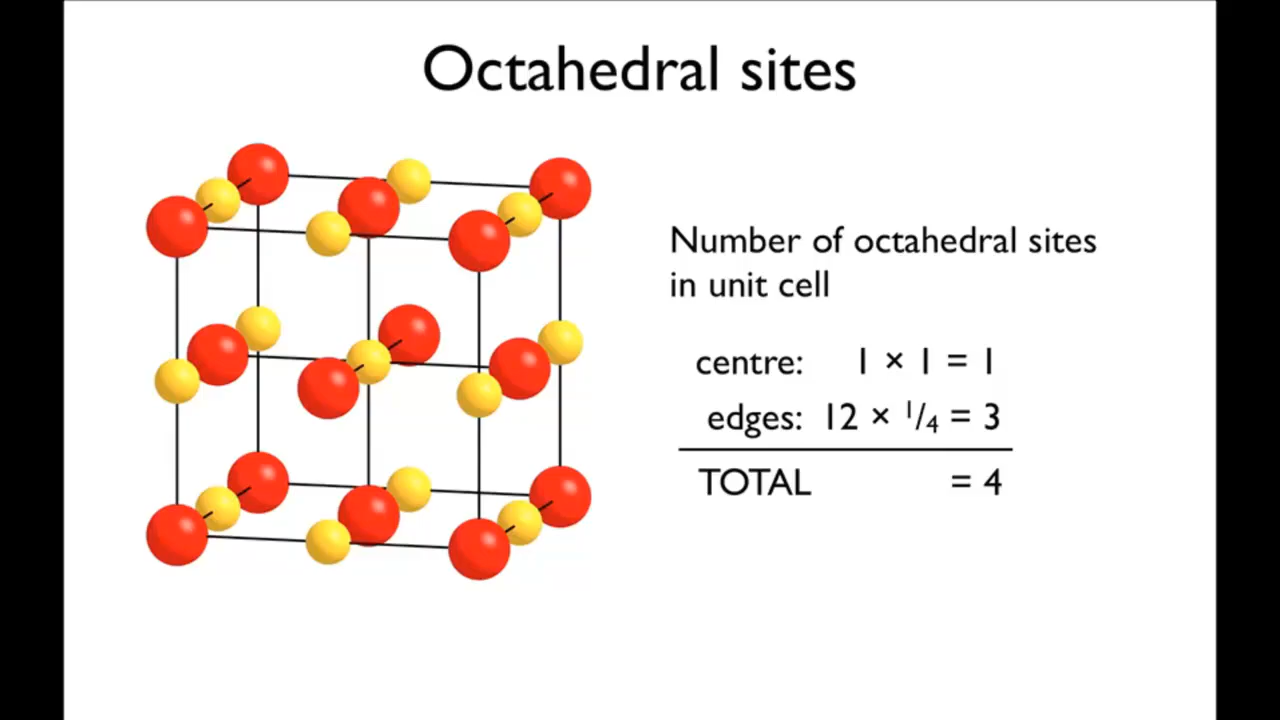 Octahedral sites
Number of octahedral sites
in unit cell
centre: 1 × 1 = 1
edges: 12 × 1/4 = 3
TOTAL = 4